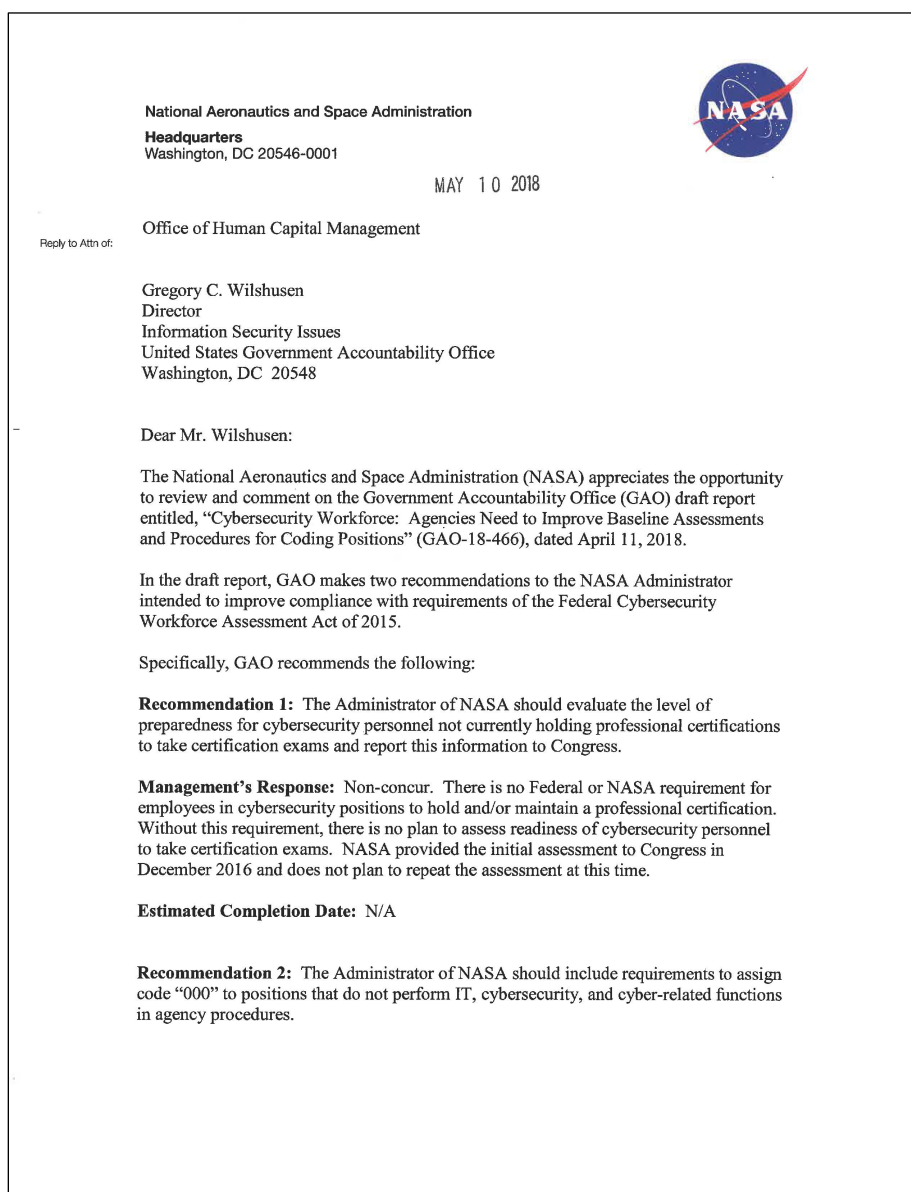 National Aeronautics and Space Administration
Headquarters
Washington, DC 20546-0001
NASA
MAY 10 2018
Reply to Attn of:
Office of Human Capital Management
Gregory C. Wilshusen
Director
Information Security Issues
United States Government Accountability Office
Washington, DC 20548
Dear Mr. Wilshusen:
The National Aeronautics and Space Administration (NASA) appreciates the opportunity
to review and comment on the Government Accountability Office (GAO) draft report
entitled, “Cybersecurity Workforce: Agencies Need to Improve Baseline Assessments
and Procedures for Coding Positions” (GAO-18-466), dated April 11, 2018.
In the draft report, GAO makes two recommendations to the NASA Administrator
intended to improve compliance with requirements of the Federal Cybersecurity
Workforce Assessment Act of 2015.
Specifically, GAO recommends the following:
Recommendation 1: The Administrator of NASA should evaluate the level of
preparedness for cybersecurity personnel not currently holding professional certifications
to take certification exams and report this information to Congress.
Management’s Response: Non-concur. There is no Federal or NASA requirement for
employees in cybersecurity positions to hold and/or maintain a professional certification.
Without this requirement, there is no plan to assess readiness of cybersecurity personnel
to take certification exams. NASA provided the initial assessment to Congress in
December 2016 and does not plan to repeat the assessment at this time.
Estimated Completion Date: N/A
Recommendation 2: The Administrator of NASA should include requirements to assign
code “000” to positions that do not perform IT, cybersecurity, and cyber-related functions
in agency procedures.